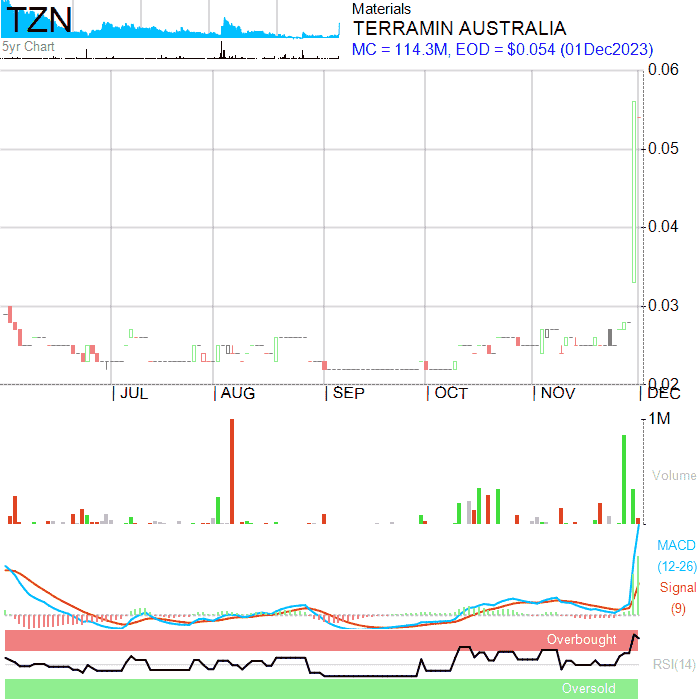 TZN
5yr Chart
Materials
TERRAMIN AUSTRALIA
MC = 114.3M, EOD = $0.054 (01Dec2023)
0.06
0.05
0.04
0.03
0.02
JUL AUG SEP OCT NOV DEC
1M
Volume
MACD
(12-26)
Signal
(9)
Overbought
RSI(14)
Oversold